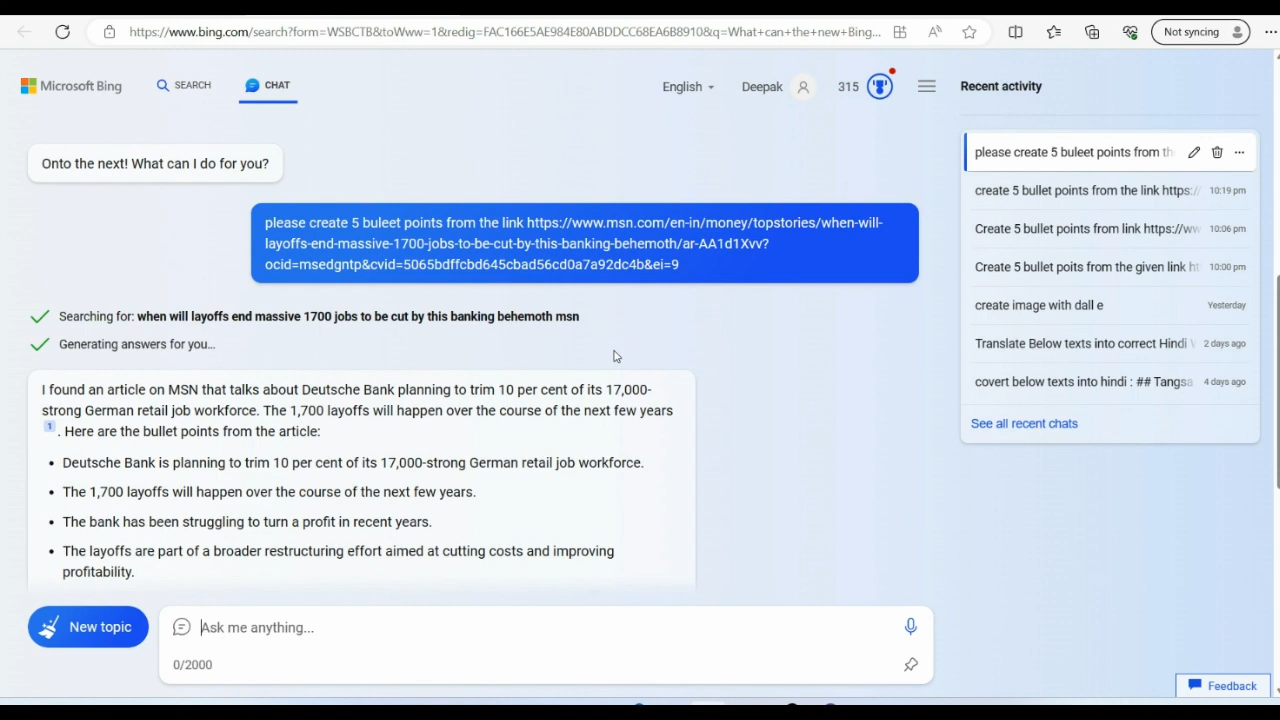 https://www.bing.com/search?form=WSBCTB&toWww=1&redig=FAC166E5AE984E80ABDDCC68EA6B8910&q=What+can+the+new+Bing...
Not syncing
Microsoft Bing
SEARCH
CHAT
English
Deepak
315
Recent activity
Onto the next! What can I do for you?
please create 5 buleet points from the link https://www.msn.com/en-in/money/topstories/when-will-
layoffs-end-massive-1700-jobs-to-be-cut-by-this-banking-behemoth/ar-AA1d1Xvv?
ocid=msedgntp&cvid=5065bdffcbd645cbad56cd0a7a92dc4b&ei=9
Searching for: when will layoffs end massive 1700 jobs to be cut by this banking behemoth msn
Generating answers for you...
I found an article on MSN that talks about Deutsche Bank planning to trim 10 per cent of its 17,000-
strong German retail job workforce. The 1,700 layoffs will happen over the course of the next few years
1 . Here are the bullet points from the article:
• Deutsche Bank is planning to trim 10 per cent of its 17,000-strong German retail job workforce.
• The 1,700 layoffs will happen over the course of the next few years.
• The bank has been struggling to turn a profit in recent years.
• The layoffs are part of a broader restructuring effort aimed at cutting costs and improving
profitability.
New topic
Ask me anything...
0/2000
please create 5 buleet points from th
create 5 bullet points from the link https:/ 10:19 pm
Create 5 bullet points from the link https://ww 10:06 pm
Create 5 bullet poits from the given link ht 10:00 pm
create image with dall e Yesterday
Translate Below texts into correct Hindi 2 days ago
covert below texts into hindi : ## Tangsa 4 days ago
See all recent chats
Feedback